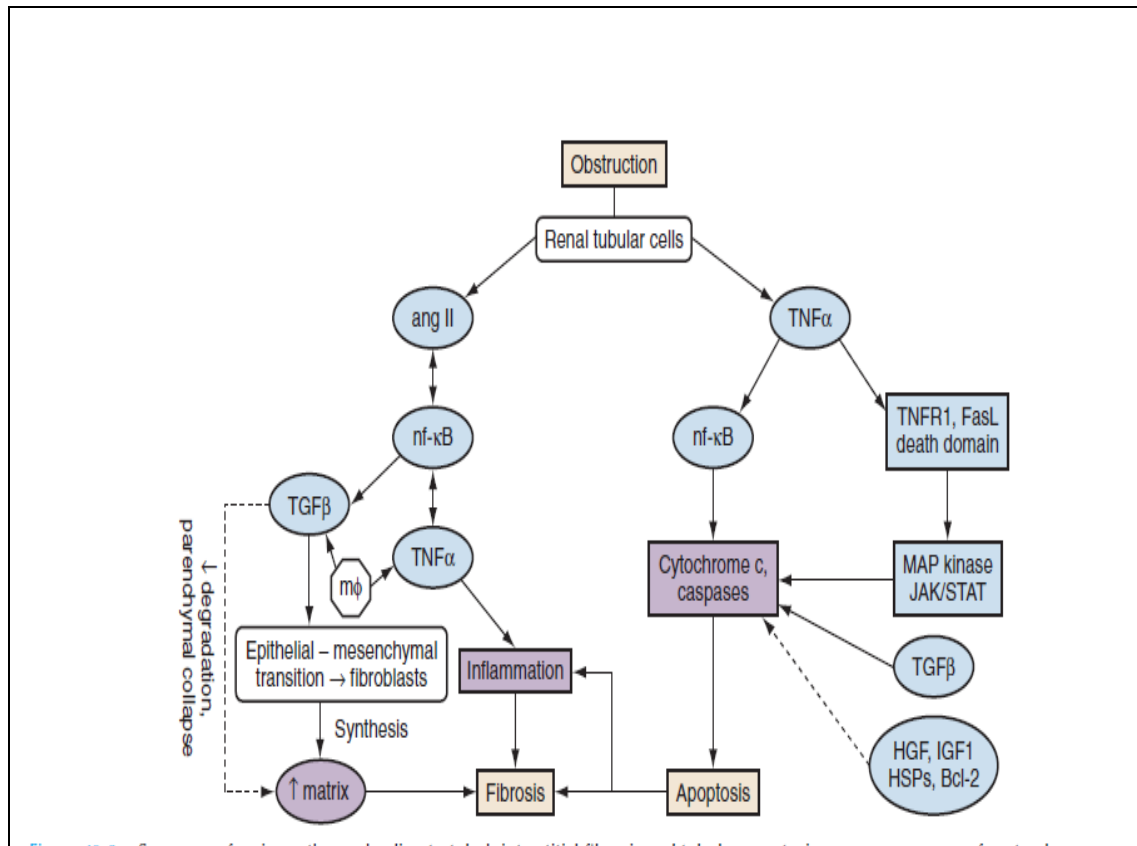 Obstruction
Renal tubular cells
ang II
TNFα
nf-κB
nf-κB
TNFR1, FasL
death domain
TGFβ
TNFα
mϕ
Cytochrome c,
caspases
MAP kinase
JAK/STAT
↓ degradation,
parenchymal collapse
Epithelial – mesenchymal
transition → fibroblasts
Inflammation
TGFβ
Synthesis
HGF, IGF1
HSPs, Bcl-2
↑ matrix
Fibrosis
Apoptosis